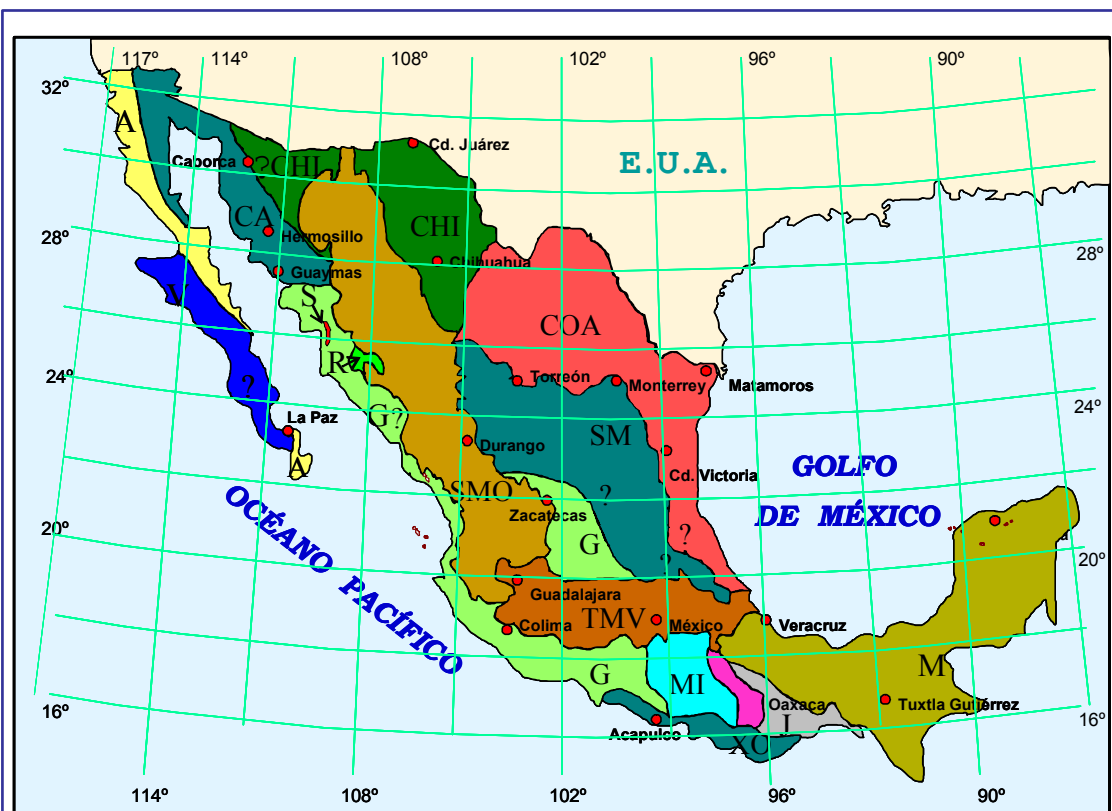 117º 114º 108º 102º 96º 90º
32º
A
Caborca
?CHI
Cd. Juárez
E.U.A.
CA
CHI
Hermosillo
28º
28º
Guaymas
Chihuahua
V
S
COA
R
24º
?
Torreón
Monterrey
Matamoros
24º
La Paz
G?
SM
Durango
A
Cd. Victoria
GOLFO
DE MÉXICO
OCÉANO PACÍFICO
SMO
?
Zacatecas
G
?
?
20º
20º
Guadalajara
TMV
México
Colima
Veracruz
G
MI
M
Oaxaca
Tuxtla Gutiérrez
J
16º
16º
Acapulco
XO
114º 108º 102º 96º 90º